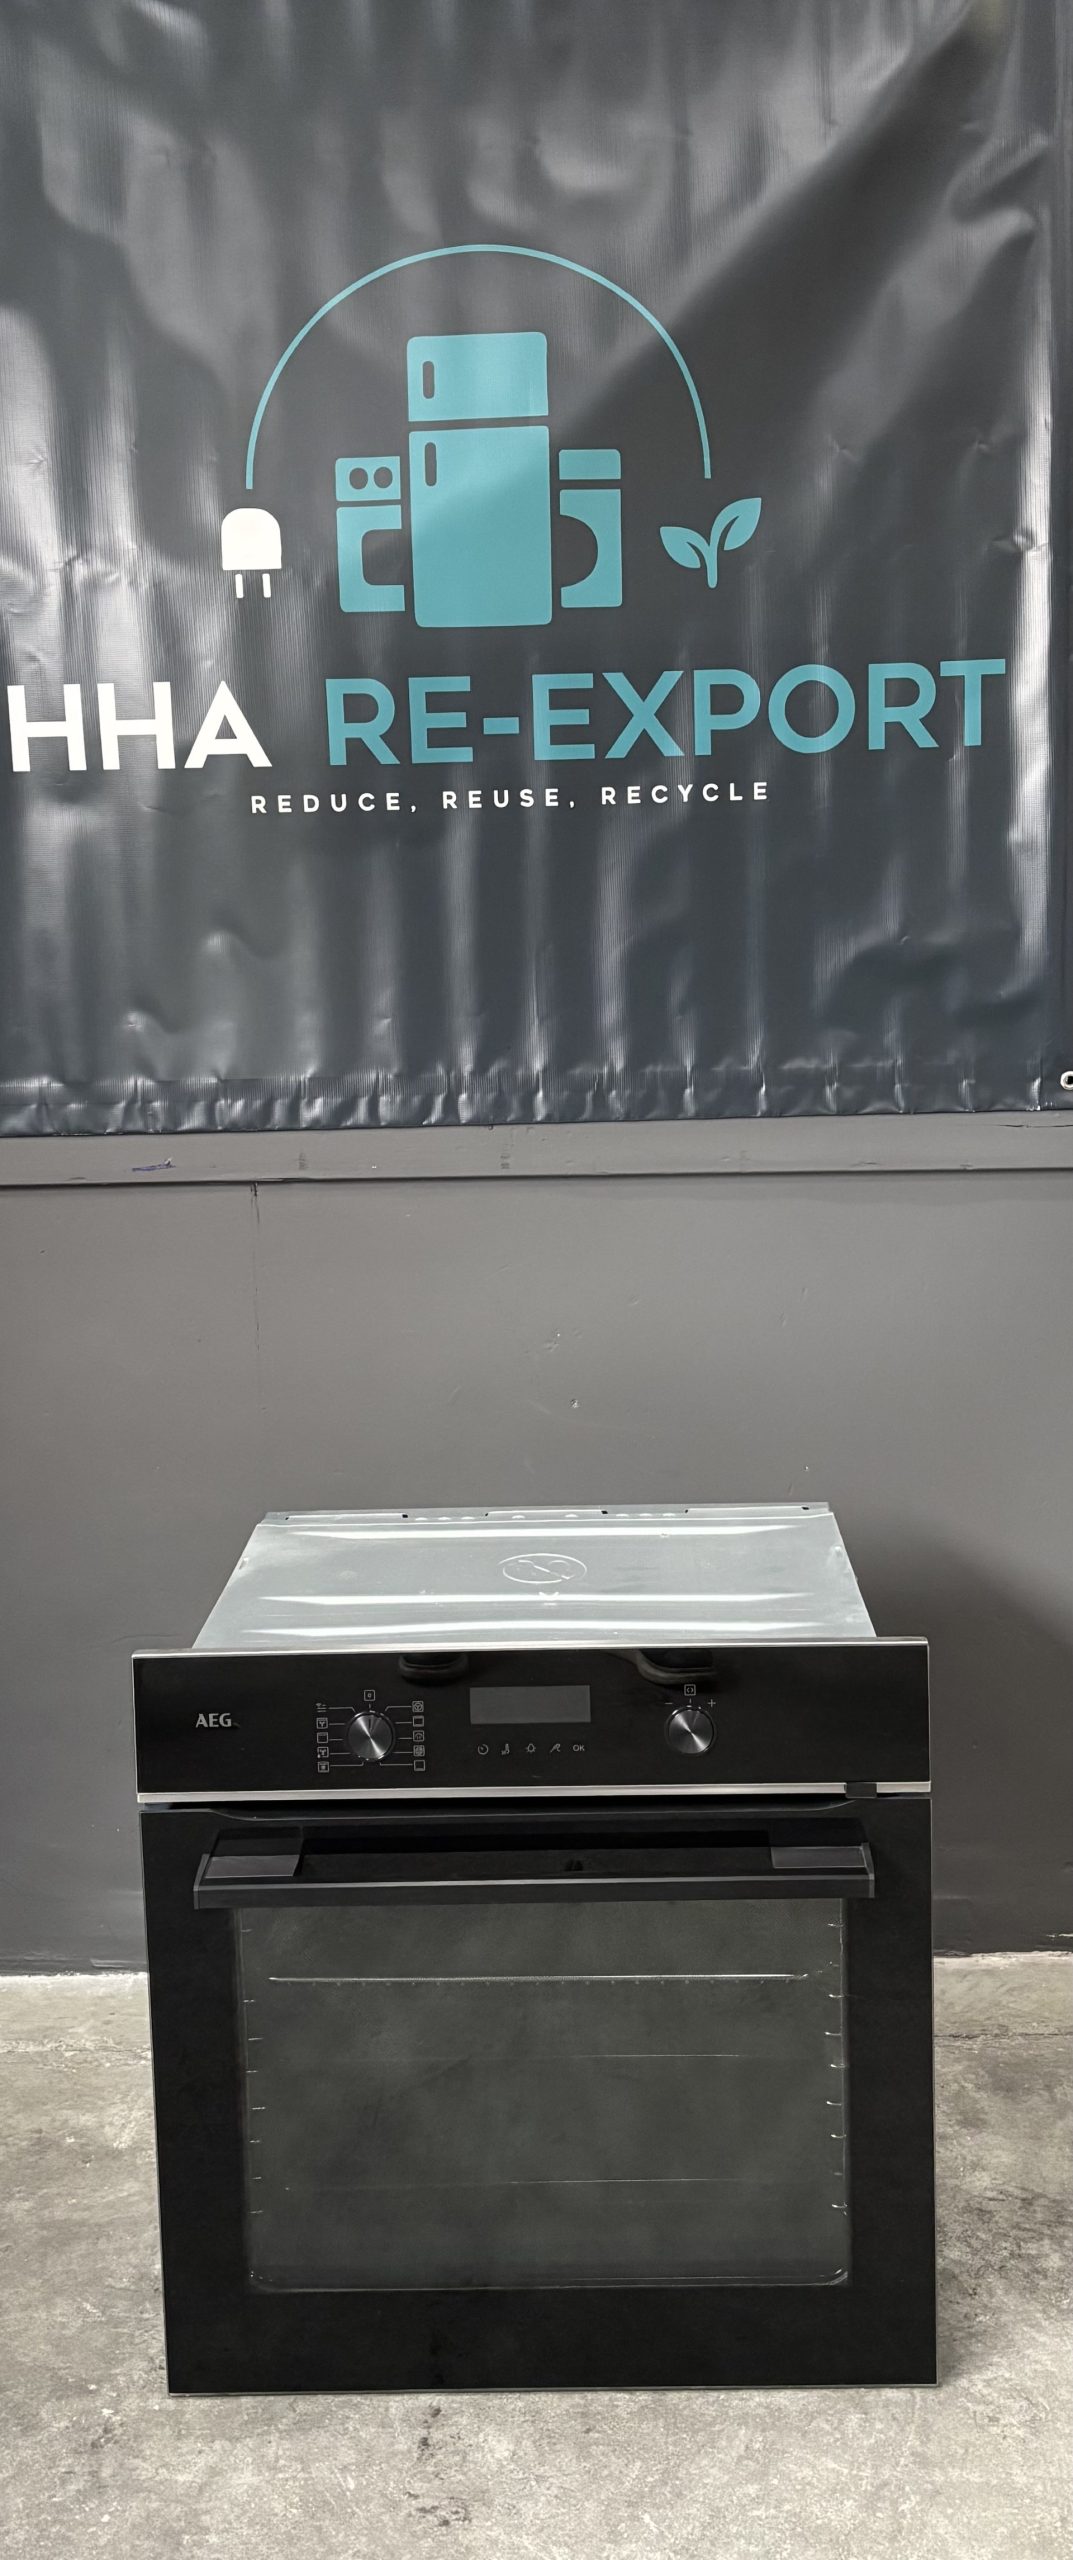 HHA RE-EXPORT
REDUCE, REUSE, RECYCLE
AEG
- +
OK